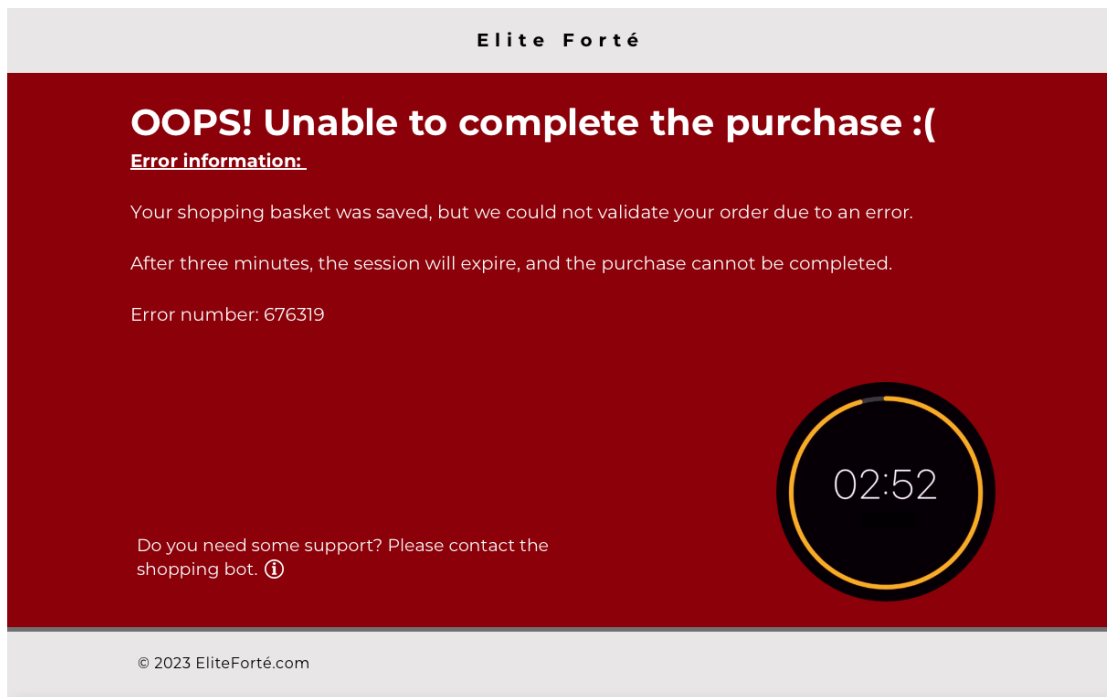 Elite Forté
OOPS! Unable to complete the purchase :(
Error information:
Your shopping basket was saved, but we could not validate your order due to an error.
After three minutes, the session will expire, and the purchase cannot be completed.
Error number: 676319
02:52
Do you need some support? Please contact the
shopping bot.
© 2023 EliteForté.com